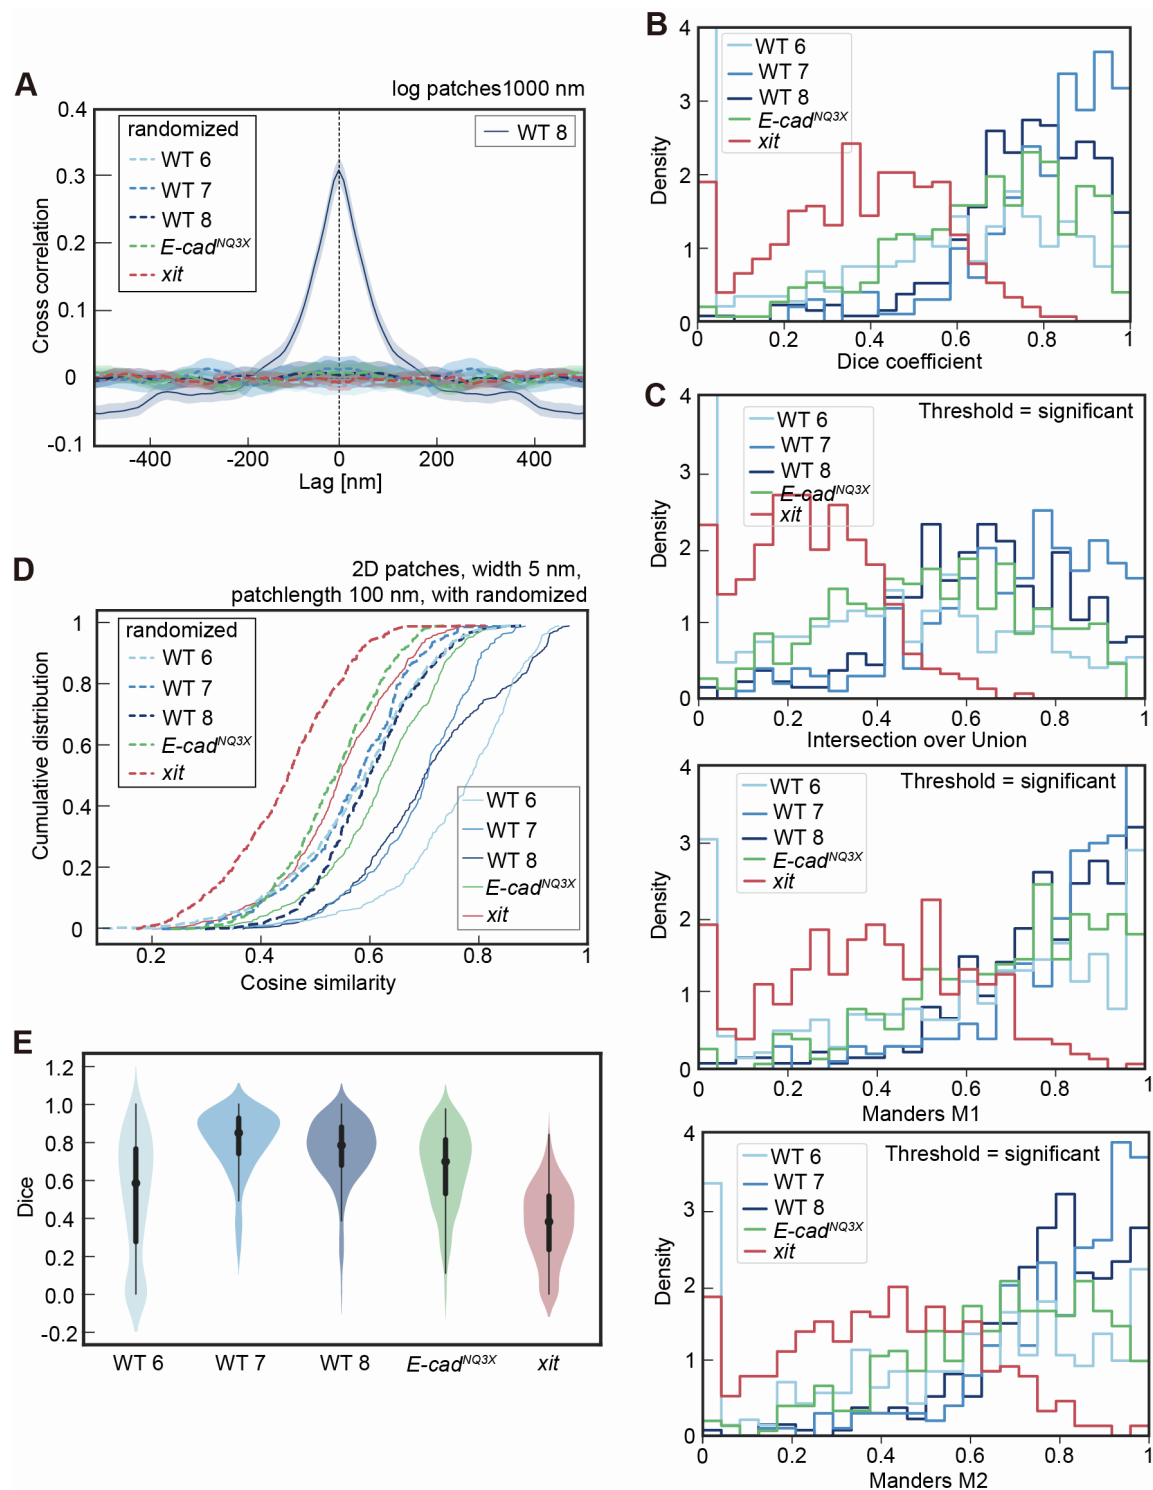 A
log patches1000 nm
0.4
0.3
0.2
0.1
0
-0.1
Cross correlation
randomized
WT 6
WT 7
WT 8
E-cadNQ3X
xit
WT 8
-400
-200
0
200
400
Lag [nm]
B
4
3
2
1
0
Density
WT 6
WT 7
WT 8
E-cadNQ3X
xit
0
0.2
0.4
0.6
0.8
1
Dice coefficient
C
Threshold = significant
4
3
2
1
0
Density
WT 6
WT 7
WT 8
E-cadNQ3X
xit
0
0.2
0.4
0.6
0.8
1
Intersection over Union
Threshold = significant
4
3
2
1
0
Density
WT 6
WT 7
WT 8
E-cadNQ3X
xit
0
0.2
0.4
0.6
0.8
1
Manders M1
Threshold = significant
4
3
2
1
0
Density
WT 6
WT 7
WT 8
E-cadNQ3X
xit
0
0.2
0.4
0.6
0.8
1
Manders M2
D
2D patches, width 5 nm,
patchlength 100 nm, with randomized
1
0.8
0.6
0.4
0.2
0
Cumulative distribution
randomized
WT 6
WT 7
WT 8
E-cadNQ3X
xit
WT 6
WT 7
WT 8
E-cadNQ3X
xit
0.2
0.4
0.6
0.8
1
Cosine similarity
E
1.2
1.0
0.8
0.6
0.4
0.2
0.0
-0.2
Dice
WT 6
WT 7
WT 8
E-cadNQ3X
xit